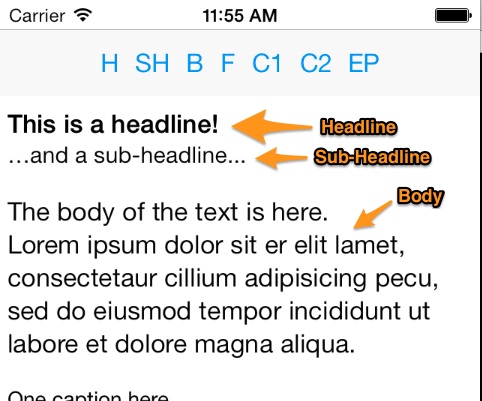 Carrier 11:55 AM
H SH B F C1 C2 EP
This is a headline! Headline
...and a sub-headline... Sub-Headline
Body
The body of the text is here.
Lorem ipsum dolor sit er elit lamet,
consectetaur cillium adipisicing pecu,
sed do eiusmod tempor incididunt ut
labore et dolore magna aliqua.
One caption here